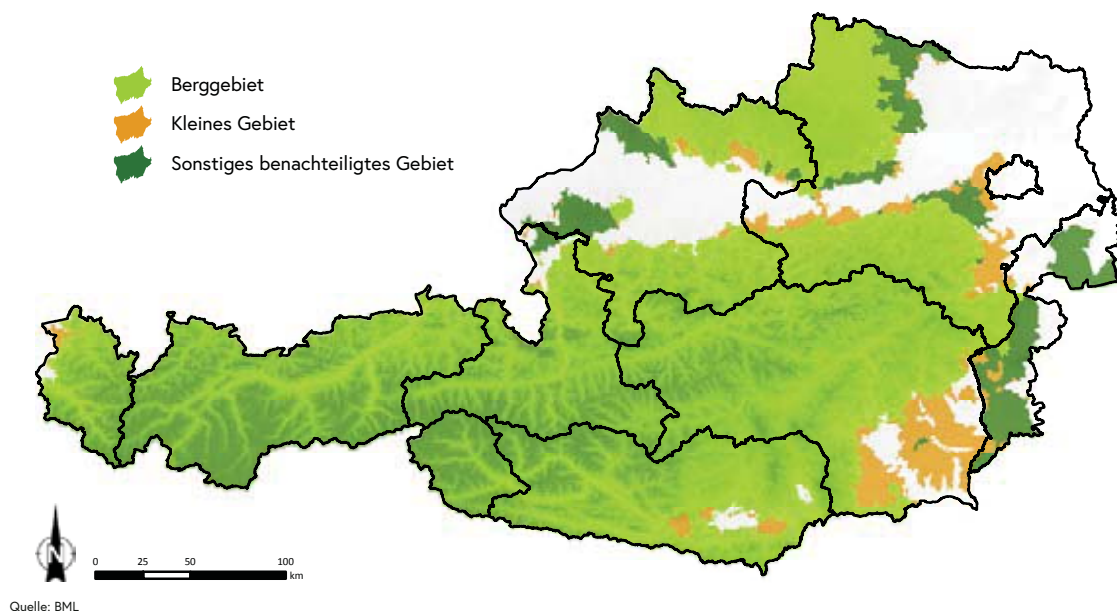 Berggebiet
Kleines Gebiet
Sonstiges benachteiligtes Gebiet
N
0 25 50 100
km
Quelle: BML